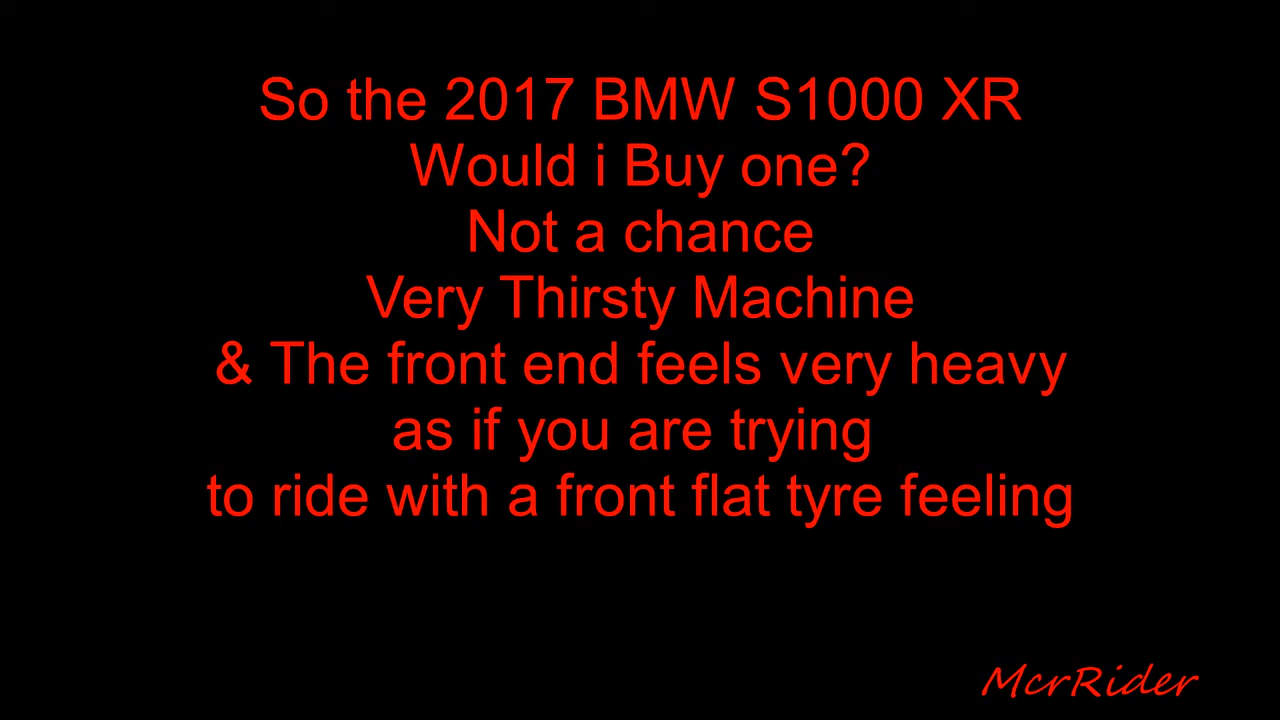 So the 2017 BMW S1000 XR
Would i Buy one?
Not a chance
Very Thirsty Machine
& The front end feels very heavy
as if you are trying
to ride with a front flat tyre feeling
McrRider